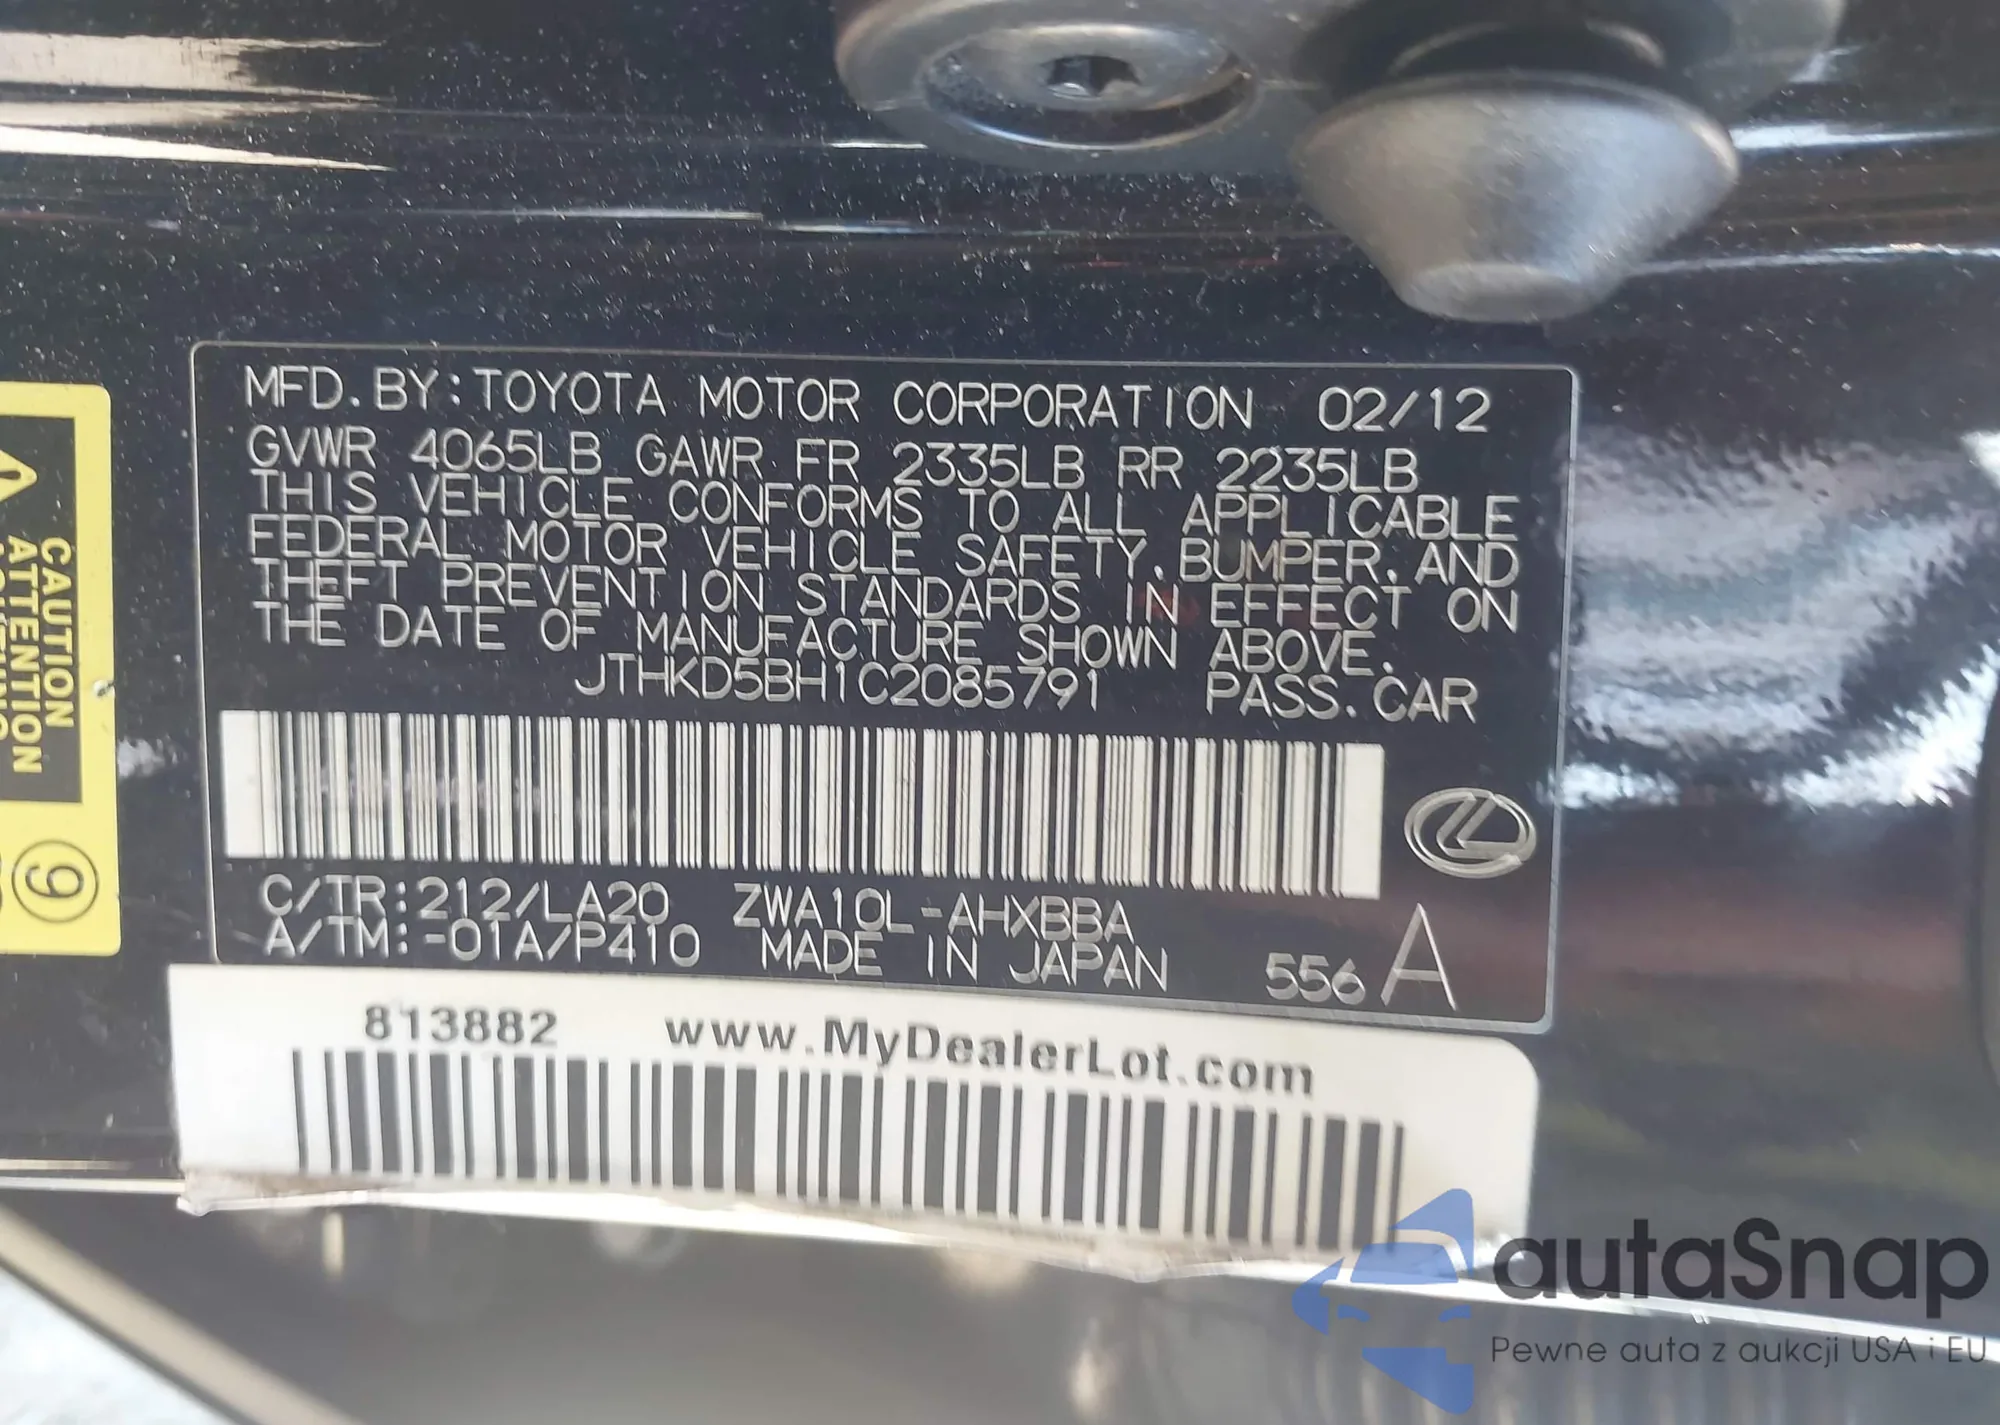 MFD. BY: TOYOTA MOTOR CORPORATION 02/12
GVWR 4065LB GAWR FR 2335LB RR 2235LB
THIS VEHICLE CONFORMS TO ALL APPLICABLE
FEDERAL MOTOR VEHICLE SAFETY, BUMPER, AND
THEFT PREVENTION STANDARDS IN EFFECT ON
THE DATE OF MANUFACTURE SHOWN ABOVE.
JTHKD5BH1C2085791 PASS. CAR
C/TR: 212/LA20 ZWA10L-AHXBBA
A/TM: -01A/P410 MADE IN JAPAN 556 A
813882 www.MyDealerLot.com
CAUTION
ATTENTION
9
autaSnap
Pewne auta z aukcji USA i EU